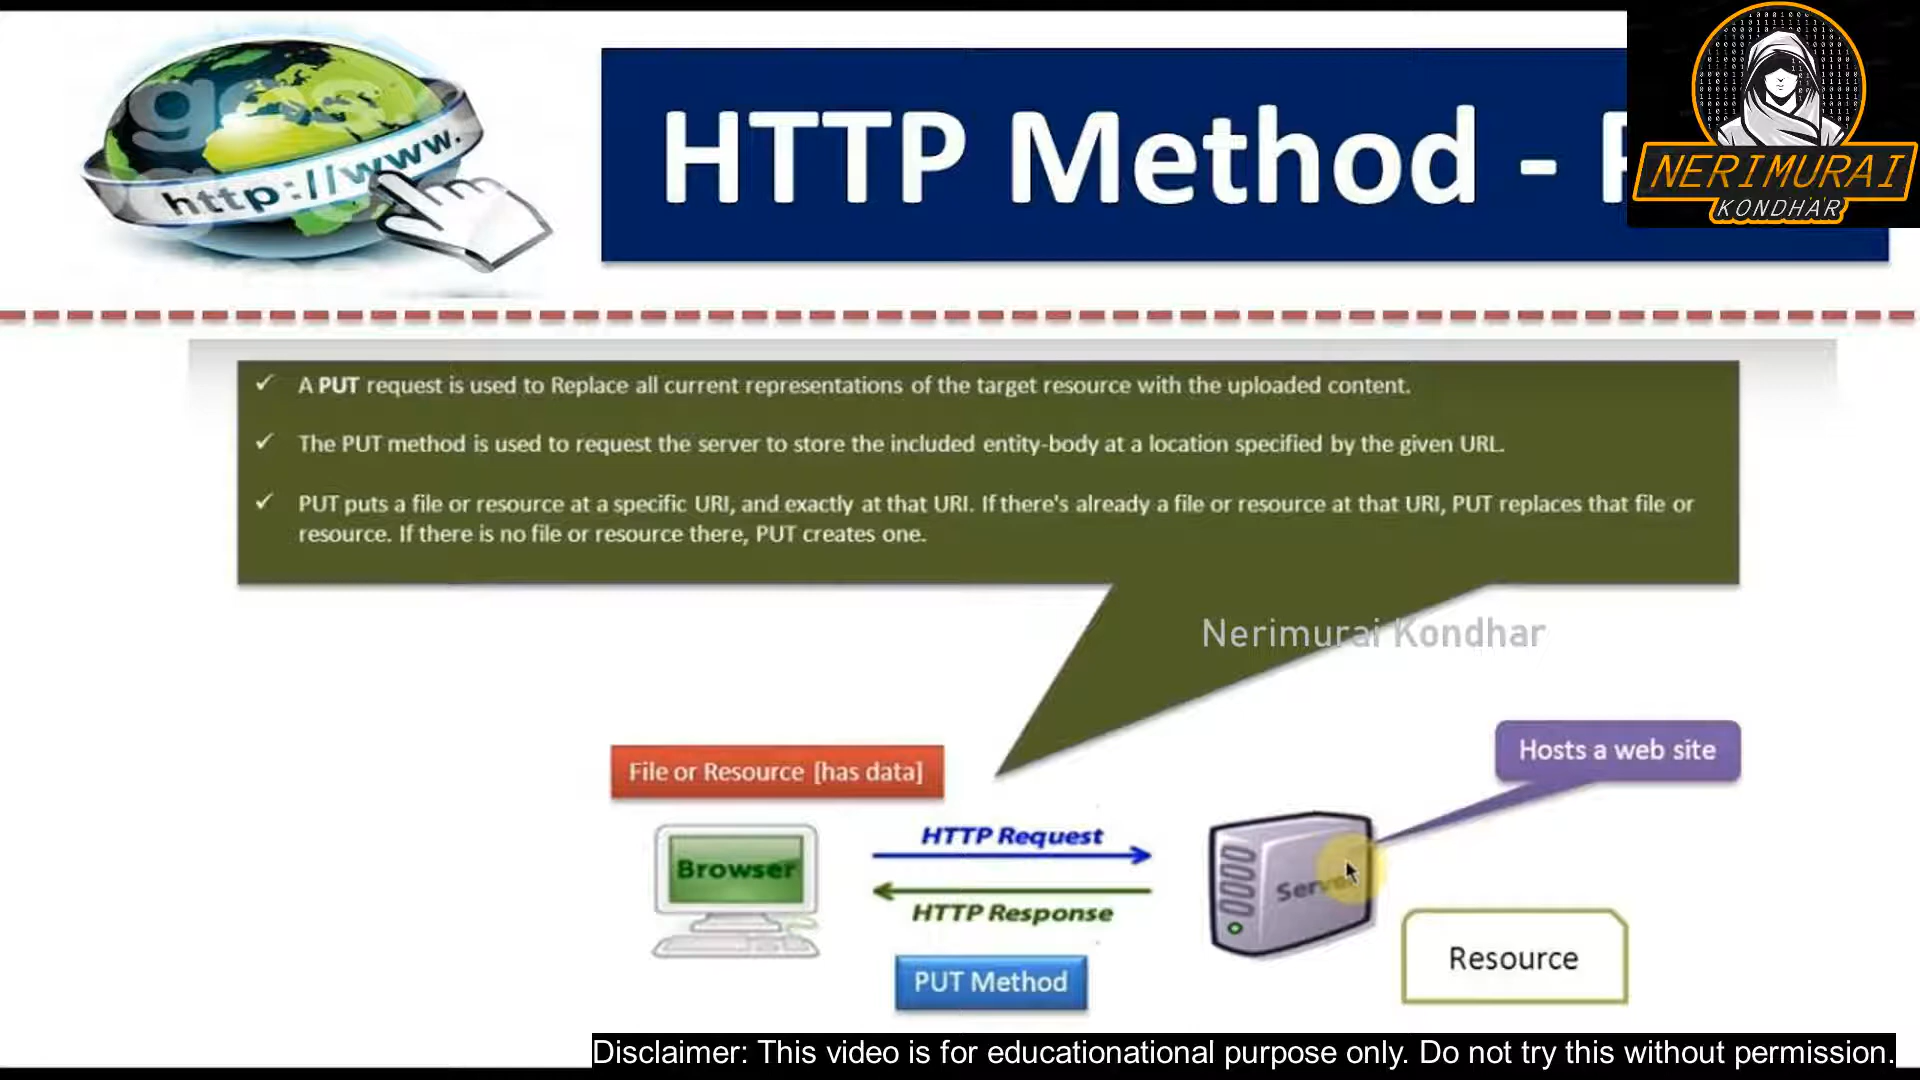 http://www.
HTTP Method -
NERIMURAI
KONDHAR
✓ A PUT request is used to Replace all current representations of the target resource with the uploaded content.
✓ The PUT method is used to request the server to store the included entity-body at a location specified by the given URL.
✓ PUT puts a file or resource at a specific URI, and exactly at that URI. If there's already a file or resource at that URI, PUT replaces that file or
resource. If there is no file or resource there, PUT creates one.
Nerimurai Kondhar
Hosts a web site
File or Resource [has data]
HTTP Request
Browser
Server
HTTP Response
Resource
PUT Method
Disclaimer: This video is for educationational purpose only. Do not try this without permission.